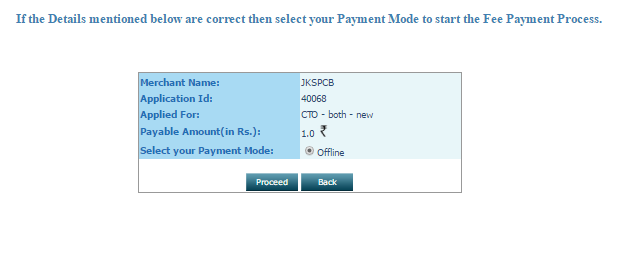 If the Details mentioned below are correct then select your Payment Mode to start the Fee Payment Process.
Merchant Name: JKSPCB
Application Id: 40068
Applied For: CTO - both - new
Payable Amount(in Rs.): 1.0 ₹
Select your Payment Mode: Offline
Proceed Back